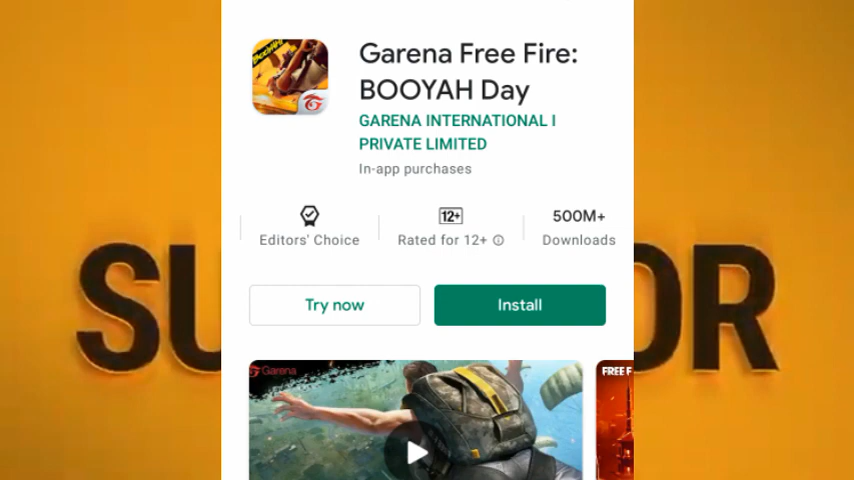 Garena Free Fire:
BOOYAH Day
GARENA INTERNATIONAL I
PRIVATE LIMITED
In-app purchases
12+
500M+
Editors' Choice
Rated for 12+
Downloads
SU
OR
Try now
Install
Garena
FREE F